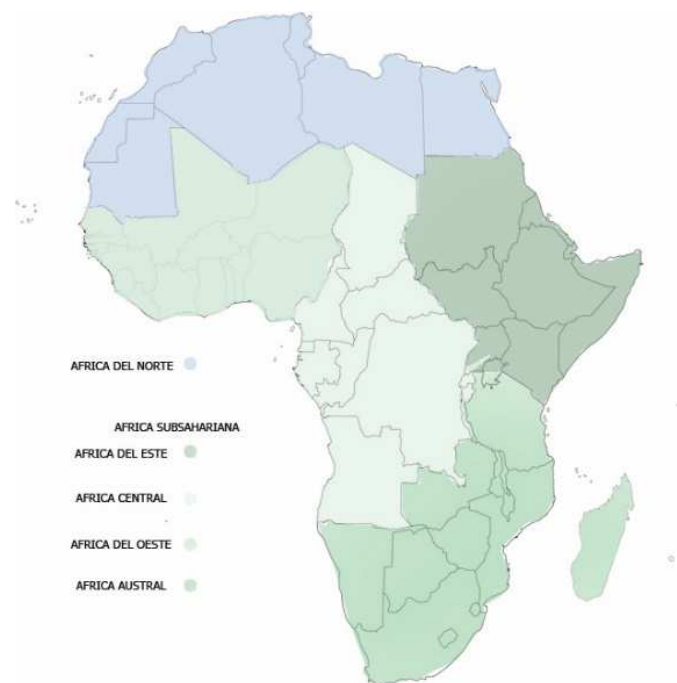 AFRICA DEL NORTE
AFRICA SUBSAHARIANA
AFRICA DEL ESTE
AFRICA CENTRAL
AFRICA DEL OESTE
AFRICA AUSTRAL